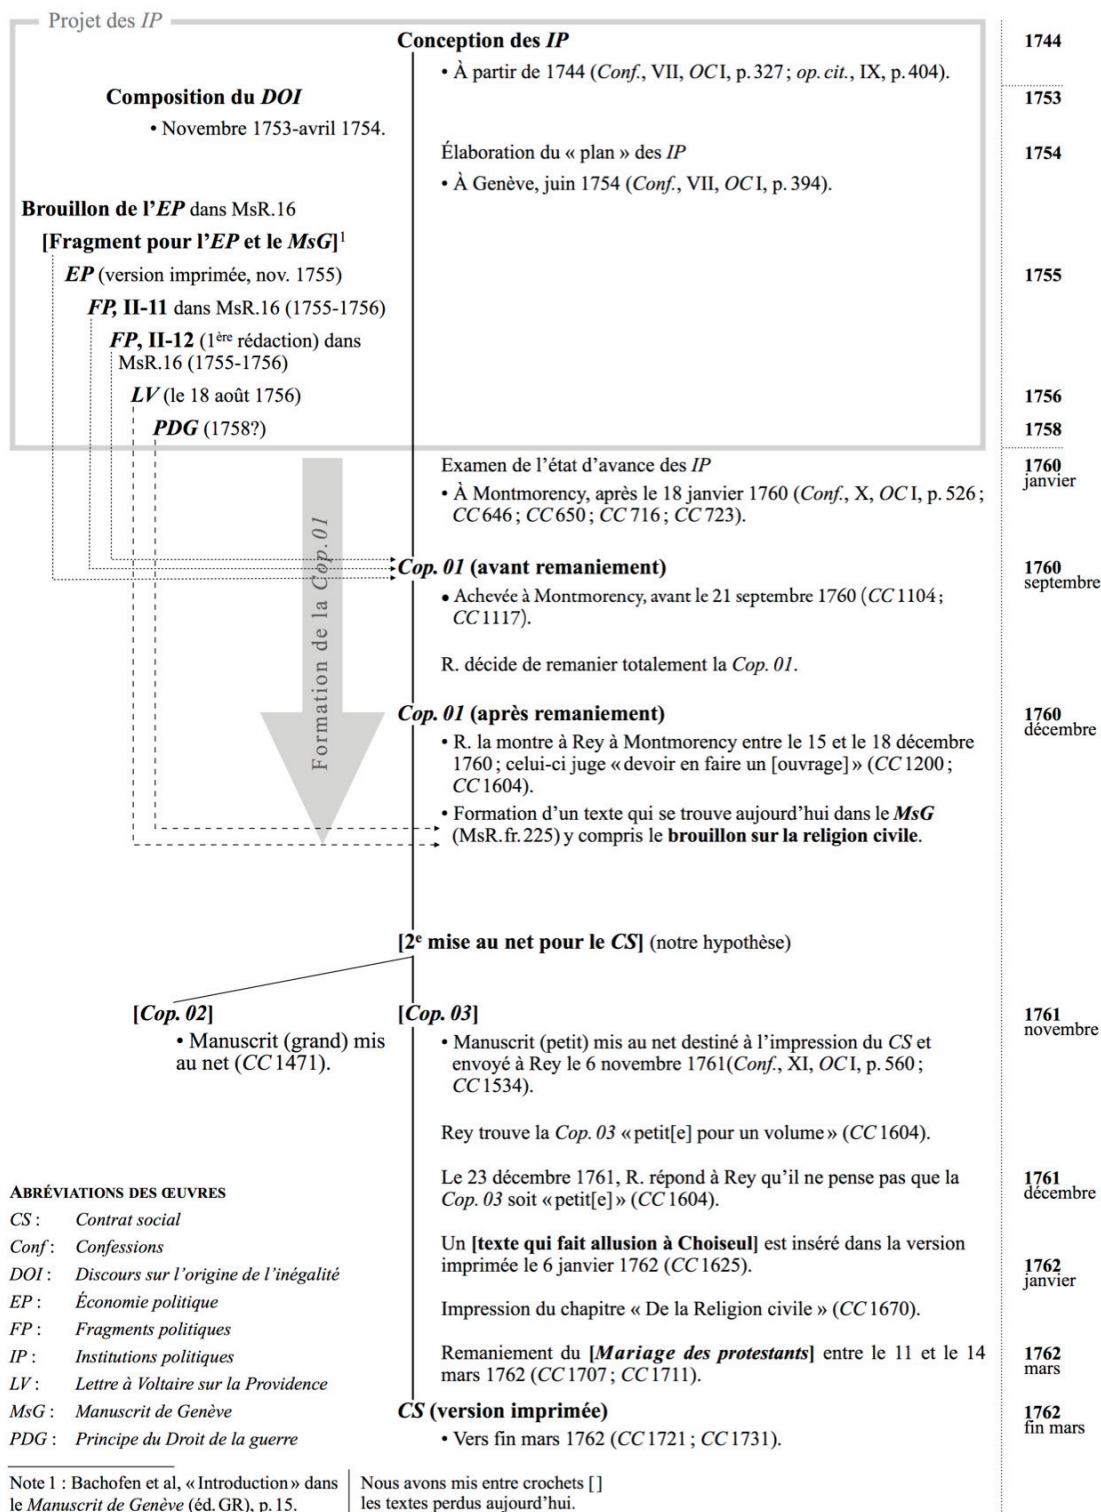 Projet des IP
Conception des IP
1744
• À partir de 1744 (Conf., VII, OC I, p. 327 ; op. cit., IX, p. 404).
Composition du DOI
1753
• Novembre 1753-avril 1754.
Élaboration du « plan » des IP
1754
• À Genève, juin 1754 (Conf., VII, OC I, p. 394).
Brouillon de l’EP dans MsR.16
[Fragment pour l’EP et le MsG]1
EP (version imprimée, nov. 1755)
1755
FP, II-11 dans MsR.16 (1755-1756)
FP, II-12 (1ère rédaction) dans
MsR.16 (1755-1756)
LV (le 18 août 1756)
1756
PDG (1758?)
1758
Examen de l’état d’avance des IP
1760
janvier
• À Montmorency, après le 18 janvier 1760 (Conf., X, OC I, p. 526 ;
CC 646 ; CC 650 ; CC 716 ; CC 723).
Formation de la Cop. 01
Cop. 01 (avant remaniement)
1760
septembre
• Achevée à Montmorency, avant le 21 septembre 1760 (CC 1104 ;
CC 1117).
R. décide de remanier totalement la Cop. 01.
Cop. 01 (après remaniement)
1760
décembre
• R. la montre à Rey à Montmorency entre le 15 et le 18 décembre
1760 ; celui-ci juge « devoir en faire un [ouvrage] » (CC 1200 ;
CC 1604).
• Formation d’un texte qui se trouve aujourd’hui dans le MsG
(MsR.fr.225) y compris le brouillon sur la religion civile.
[2e mise au net pour le CS] (notre hypothèse)
[Cop. 02]
• Manuscrit (grand) mis
au net (CC 1471).
[Cop. 03]
1761
novembre
• Manuscrit (petit) mis au net destiné à l’impression du CS et
envoyé à Rey le 6 novembre 1761(Conf., XI, OC I, p. 560 ;
CC 1534).
Rey trouve la Cop. 03 « petit[e] pour un volume » (CC 1604).
Le 23 décembre 1761, R. répond à Rey qu’il ne pense pas que la
Cop. 03 soit « petit[e] » (CC 1604).
1761
décembre
Un [texte qui fait allusion à Choiseul] est inséré dans la version
imprimée le 6 janvier 1762 (CC 1625).
1762
janvier
Impression du chapitre « De la Religion civile » (CC 1670).
Remaniement du [Mariage des protestants] entre le 11 et le 14
mars 1762 (CC 1707 ; CC 1711).
1762
mars
CS (version imprimée)
1762
fin mars
• Vers fin mars 1762 (CC 1721 ; CC 1731).
ABRÉVIATIONS DES ŒUVRES
CS : Contrat social
Conf : Confessions
DOI : Discours sur l’origine de l’inégalité
EP : Économie politique
FP : Fragments politiques
IP : Institutions politiques
LV : Lettre à Voltaire sur la Providence
MsG : Manuscrit de Genève
PDG : Principe du Droit de la guerre
Note 1 : Bachofen et al, « Introduction » dans
le Manuscrit de Genève (éd. GR), p. 15.
Nous avons mis entre crochets [ ]
les textes perdus aujourd’hui.